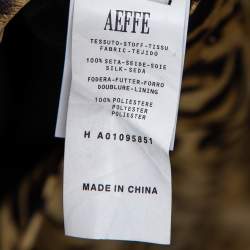 AEFFE
TESSUTO-STOFF-TISSU
FABRIC-TEJIDO
100% SETA-SEIDE-SOIE
SILK-SEDA
FODERA-FUTTER-FORRO
DOUBLURE-LINING
100% POLIESTERE
POLYESTER
POLIESTER
H A01095851
MADE IN CHINA